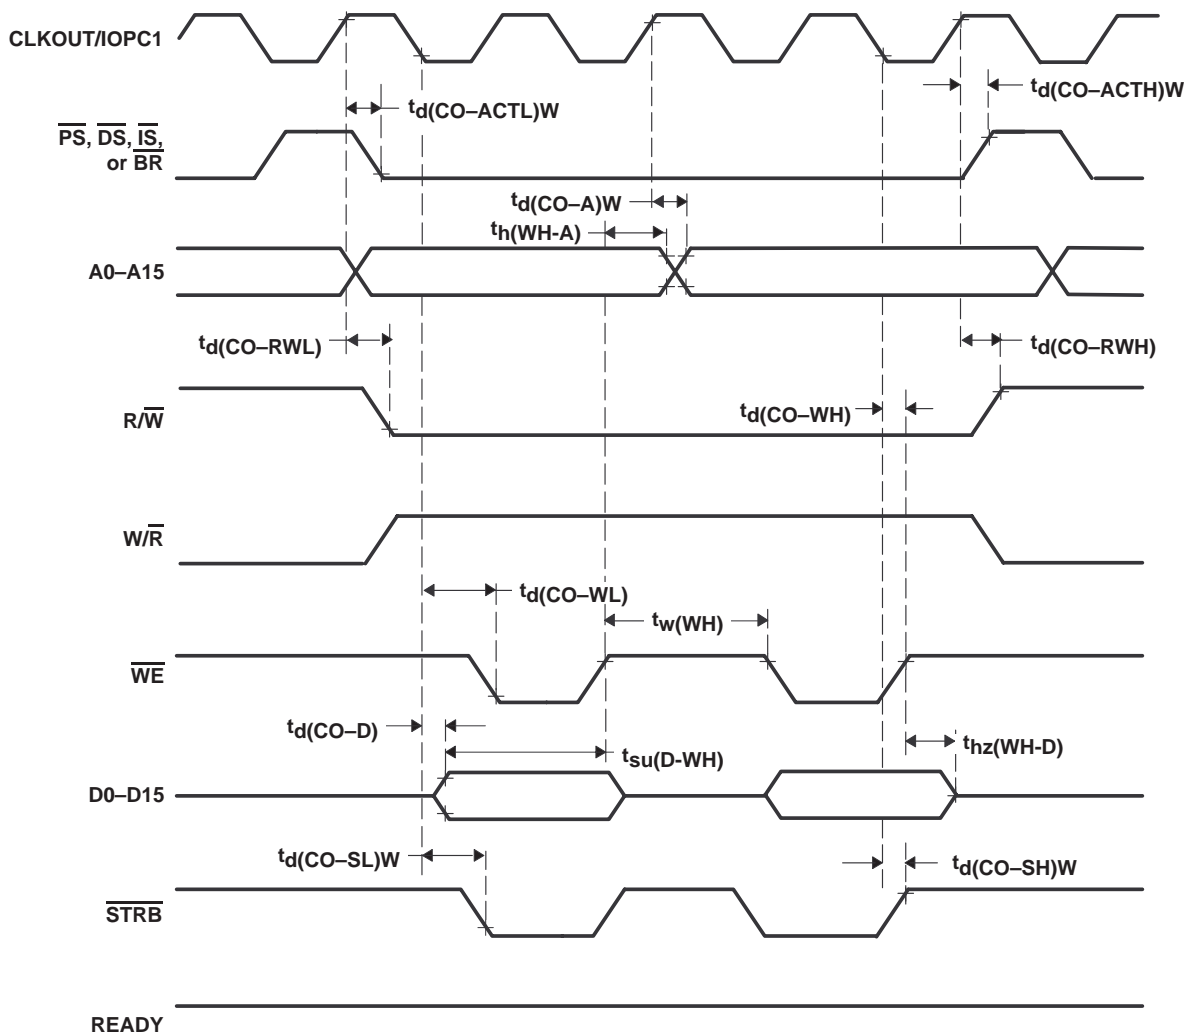 CLKOUT/IOPC1
td(CO–ACTL)W
td(CO–ACTH)W
PS, DS, IS,
or BR
td(CO–A)W
th(WH-A)
A0–A15
td(CO–RWL)
td(CO–RWH)
R/W
td(CO–WH)
W/R
td(CO–WL)
tw(WH)
WE
td(CO–D)
tsu(D-WH)
thz(WH-D)
D0–D15
td(CO–SL)W
td(CO–SH)W
STRB
READY